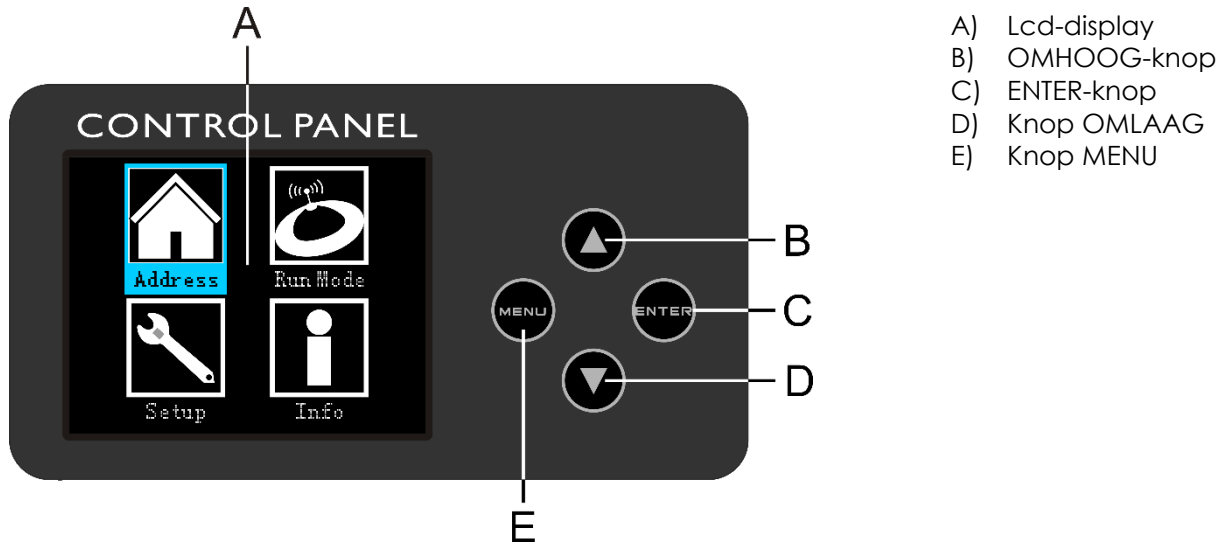 A
A) Lcd-display
B) OMHOOG-knop
C) ENTER-knop
D) Knop OMLAAG
E) Knop MENU
CONTROL PANEL
Address
Run Mode
Setup
Info
MENU
ENTER
B
C
D
E